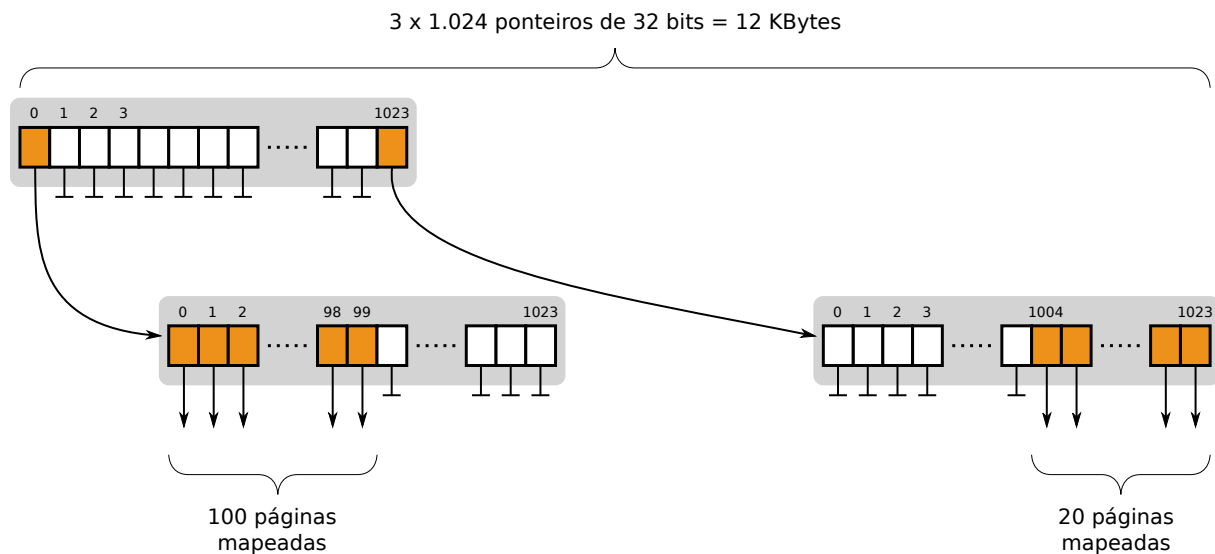 3 x 1.024 ponteiros de 32 bits = 12 KBytes
0 1 2 3 1023
0 1 2 98 99 1023
0 1 2 3 1004 1023
100 páginas
mapeadas
20 páginas
mapeadas